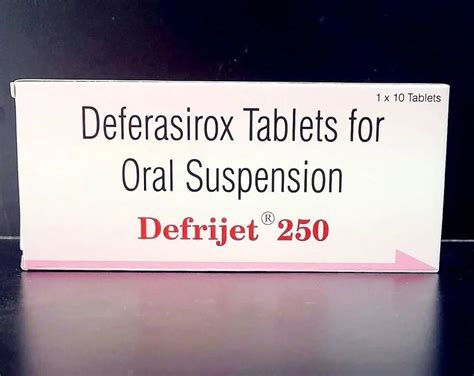 1 x 10 Tablets
Deferasirox Tablets for
Oral Suspension
Defrijet® 250